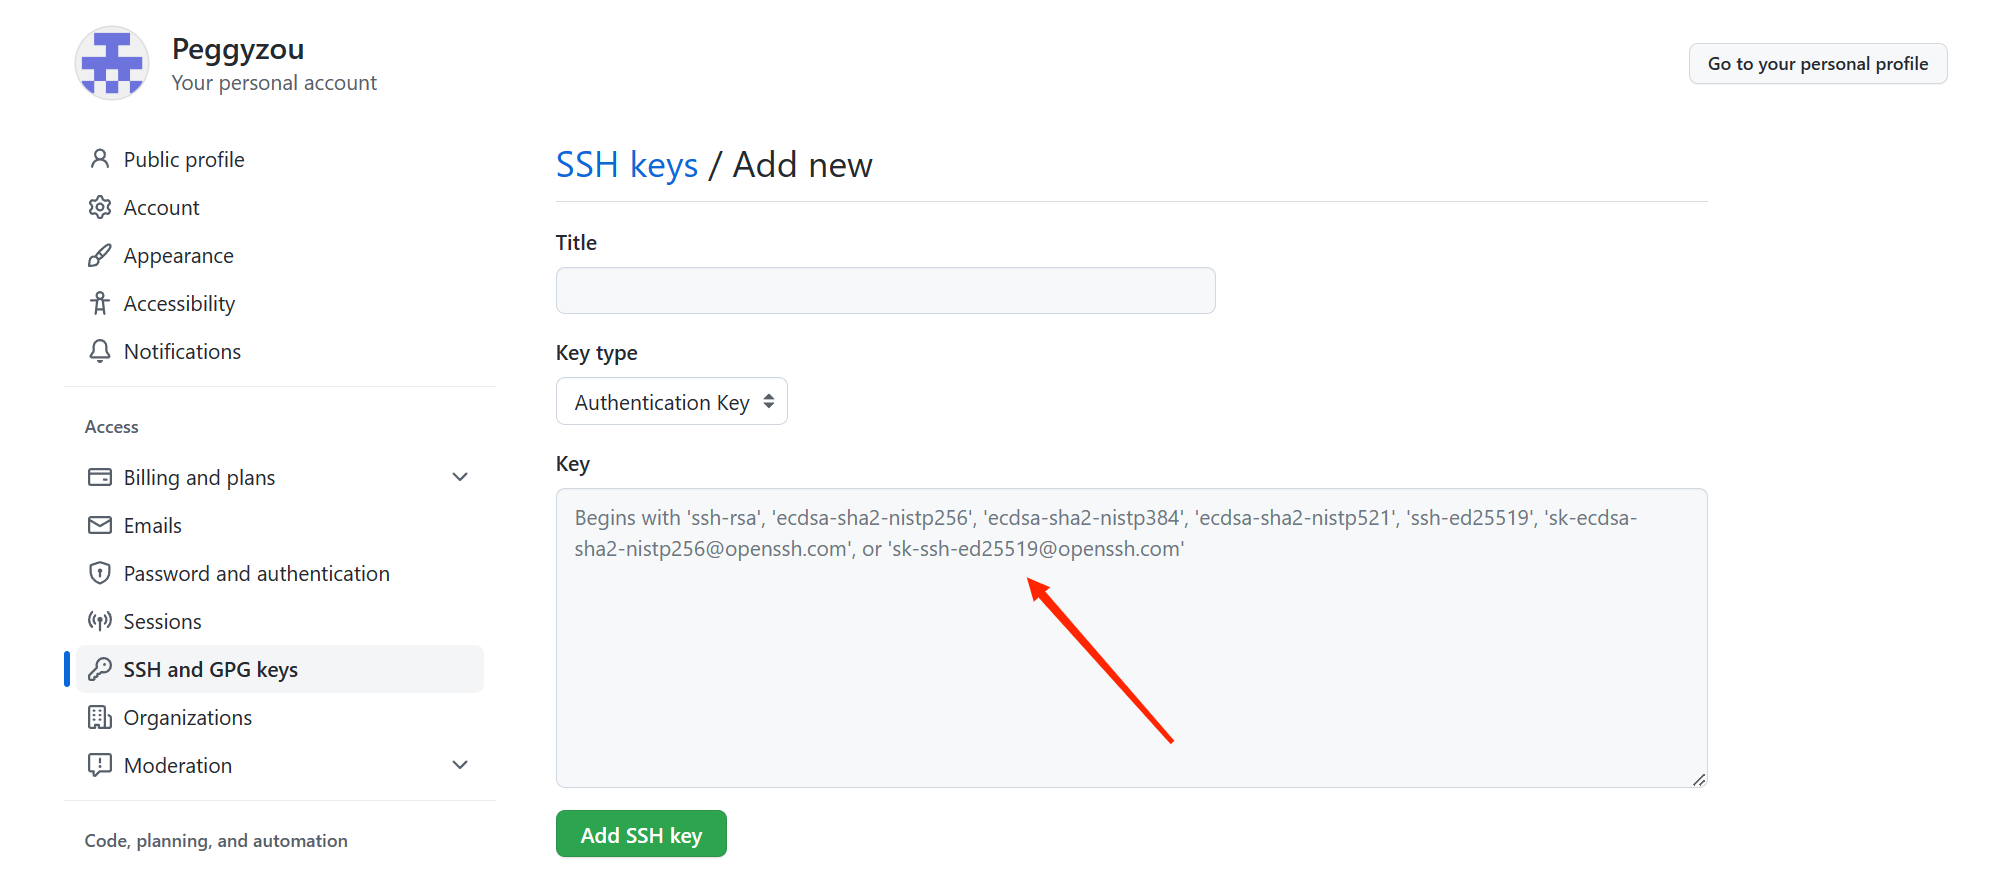 Peggyzou
Your personal account
Go to your personal profile
Public profile
Account
Appearance
Accessibility
Notifications
Access
Billing and plans
Emails
Password and authentication
Sessions
SSH and GPG keys
Organizations
Moderation
Code, planning, and automation
SSH keys / Add new
Title
Key type
Authentication Key
Key
Begins with 'ssh-rsa', 'ecdsa-sha2-nistp256', 'ecdsa-sha2-nistp384', 'ecdsa-sha2-nistp521', 'ssh-ed25519', 'sk-ecdsa-
sha2-nistp256@openssh.com', or 'sk-ssh-ed25519@openssh.com'
Add SSH key